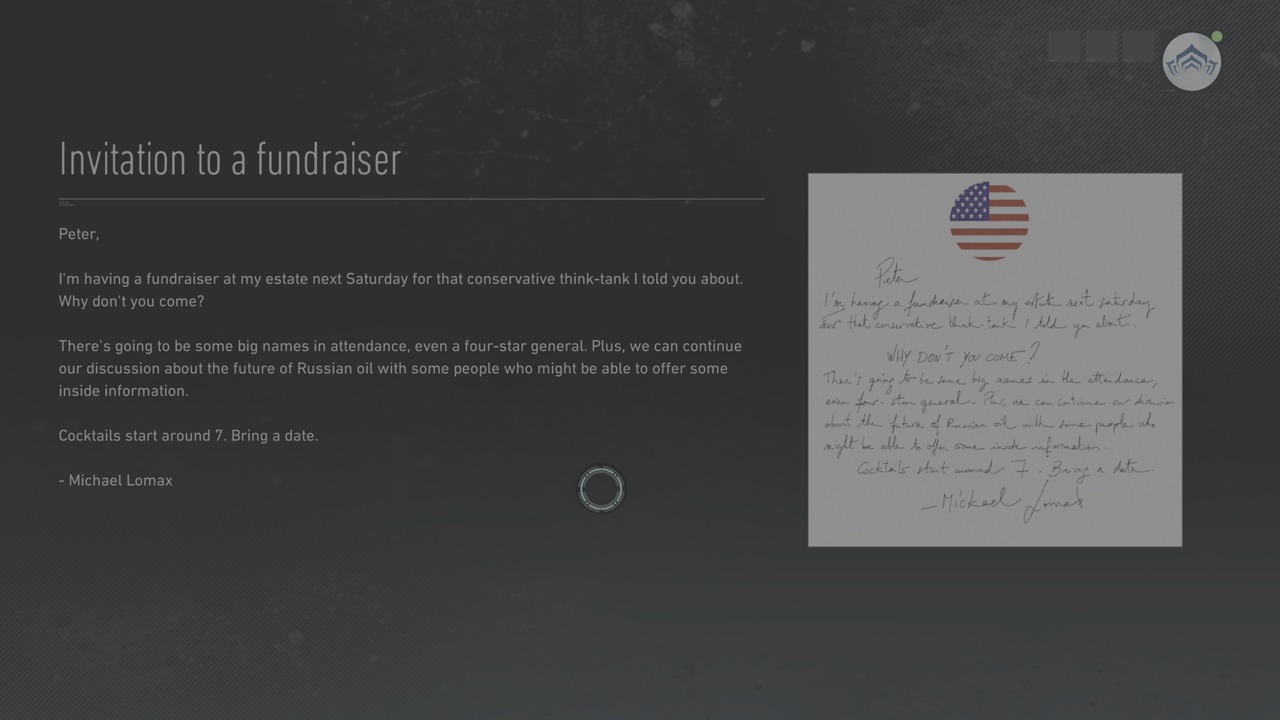 Invitation to a fundraiser
Peter,
I'm having a fundraiser at my estate next Saturday for that conservative think-tank I told you about.
Why don't you come?
There's going to be some big names in attendance, even a four-star general. Plus, we can continue
our discussion about the future of Russian oil with some people who might be able to offer some
inside information.
Cocktails start around 7. Bring a date.
- Michael Lomax
Peter
I'm having a fundraiser at my estate next saturday
for that conservative think-tank I told you about.
WHY DON'T YOU COME?
There's going to be some big names in the attendance,
even four-star general. Plus, we can continue our discussion
about the future of Russian oil with some people who
might be able to offer some inside information.
Cocktails start around 7. Bring a date.
- Michael Lomax